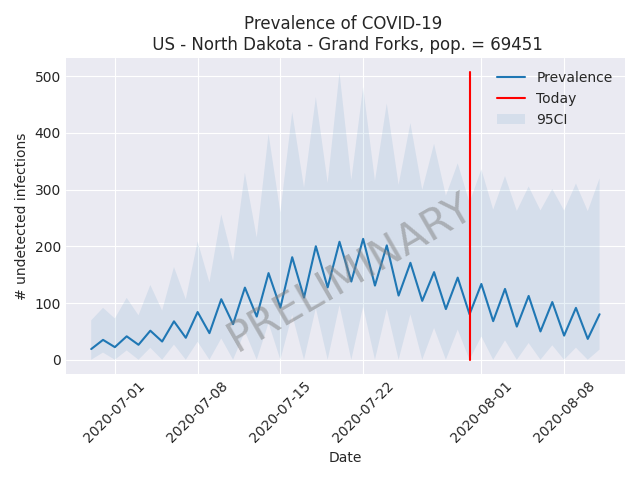 Prevalence of COVID-19
US - North Dakota - Grand Forks, pop. = 69451
# undetected infections
500
400
300
200
100
0
Prevalence
Today
95CI
PRELIMINARY
2020-07-01
2020-07-08
2020-07-15
2020-07-22
2020-08-01
2020-08-08
Date